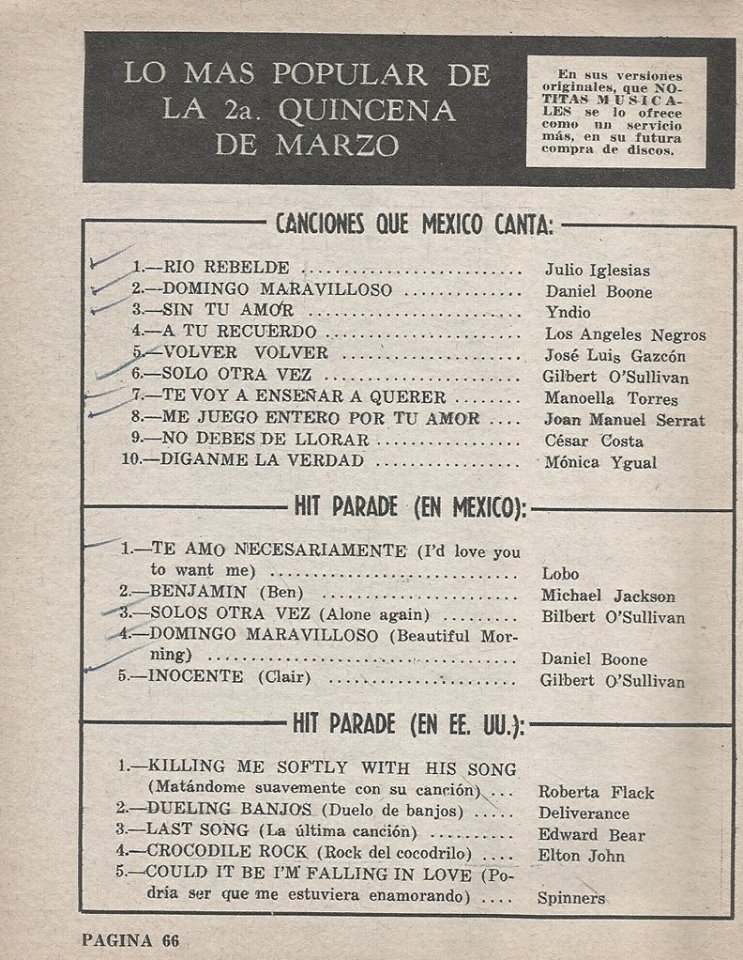 LO MAS POPULAR DE
LA 2a. QUINCENA
DE MARZO
En sus versiones
originales, que NO-
TITAS MUSICA-
LES se lo ofrece
como un servicio
más, en su futura
compra de discos.
CANCIONES QUE MEXICO CANTA:
1.—RIO REBELDE ........................ Julio Iglesias
2.—DOMINGO MARAVILLOSO .............. Daniel Boone
3.—SIN TU AMOR ........................ Yndio
4.—A TU RECUERDO .................... Los Angeles Negros
5.—VOLVER VOLVER .................... José Luis Gazcón
6.—SOLO OTRA VEZ .................... Gilbert O'Sullivan
7.—TE VOY A ENSEÑAR A QUERER ........ Manoella Torres
8.—ME JUEGO ENTERO POR TU AMOR .... Joan Manuel Serrat
9.—NO DEBES DE LLORAR ................ César Costa
10.—DIGANME LA VERDAD ................ Mónica Ygual
HIT PARADE (EN MEXICO):
1.—TE AMO NECESARIAMENTE (I'd love you
to want me) ........................... Lobo
2.—BENJAMIN (Ben) .................... Michael Jackson
3.—SOLOS OTRA VEZ (Alone again) ......... Bilbert O'Sullivan
4.—DOMINGO MARAVILLOSO (Beautiful Mor-
ning) ................................ Daniel Boone
5.—INOCENTE (Clair) .................... Gilbert O'Sullivan
HIT PARADE (EN EE. UU.):
1.—KILLING ME SOFTLY WITH HIS SONG
(Matándome suavemente con su canción) ... Roberta Flack
2.—DUELING BANJOS (Duelo de banjos) ..... Deliverance
3.—LAST SONG (La última canción) .......... Edward Bear
4.—CROCODILE ROCK (Rock del cocodrilo) .... Elton John
5.—COULD IT BE I'M FALLING IN LOVE (Po-
dría ser que me estuviera enamorando) .... Spinners
PAGINA 66